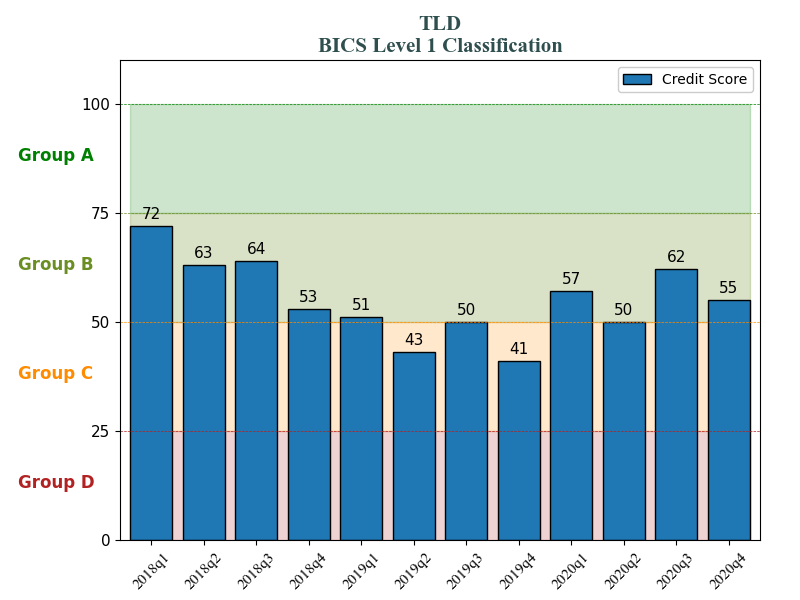 TLD
BICS Level 1 Classification
Credit Score
100
Group A
75
72
63
64
53
51
43
50
41
57
50
62
55
Group B
50
Group C
25
Group D
0
2018q1
2018q2
2018q3
2018q4
2019q1
2019q2
2019q3
2019q4
2020q1
2020q2
2020q3
2020q4